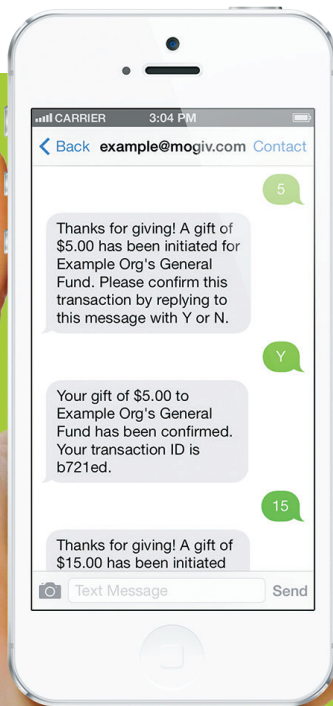 CARRIER 3:04 PM
Back example@mogiv.com Contact
5
Thanks for giving! A gift of
$5.00 has been initiated for
Example Org's General
Fund. Please confirm this
transaction by replying to
this message with Y or N.
Y
Your gift of $5.00 to
Example Org's General
Fund has been confirmed.
Your transaction ID is
b721ed.
15
Thanks for giving! A gift of
$15.00 has been initiated
Text Message Send